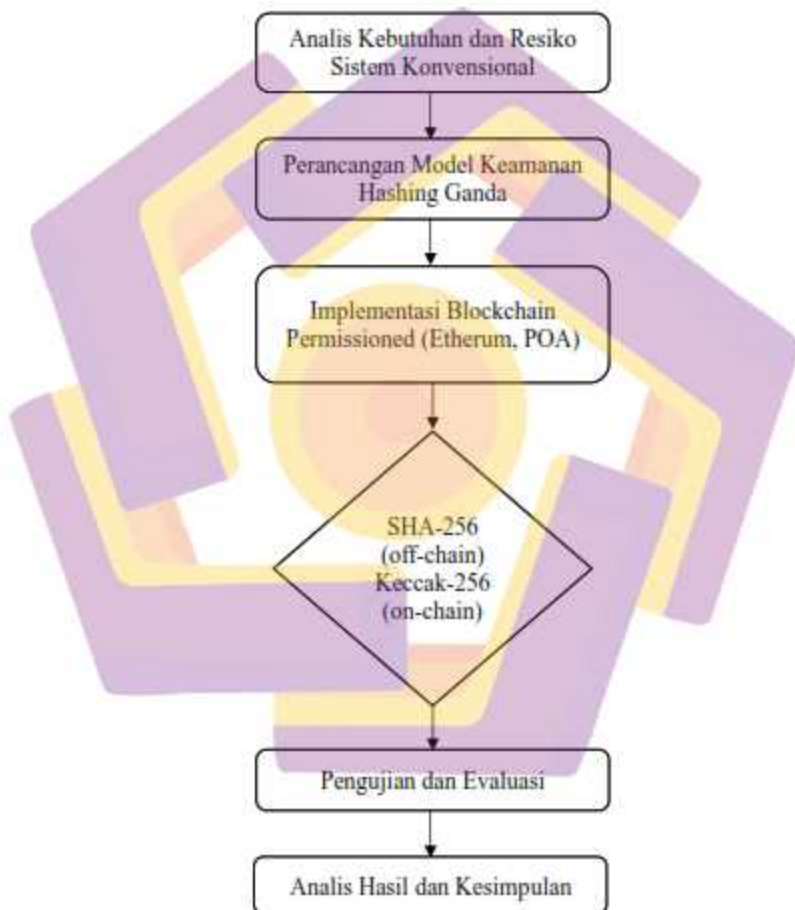 Analis Kebutuhan dan Resiko
Sistem Konvensional
Perancangan Model Keamanan
Hashing Ganda
Implementasi Blockchain
Permissioned (Etherum, POA)
SHA-256
(off-chain)
Keccak-256
(on-chain)
Pengujian dan Evaluasi
Analis Hasil dan Kesimpulan